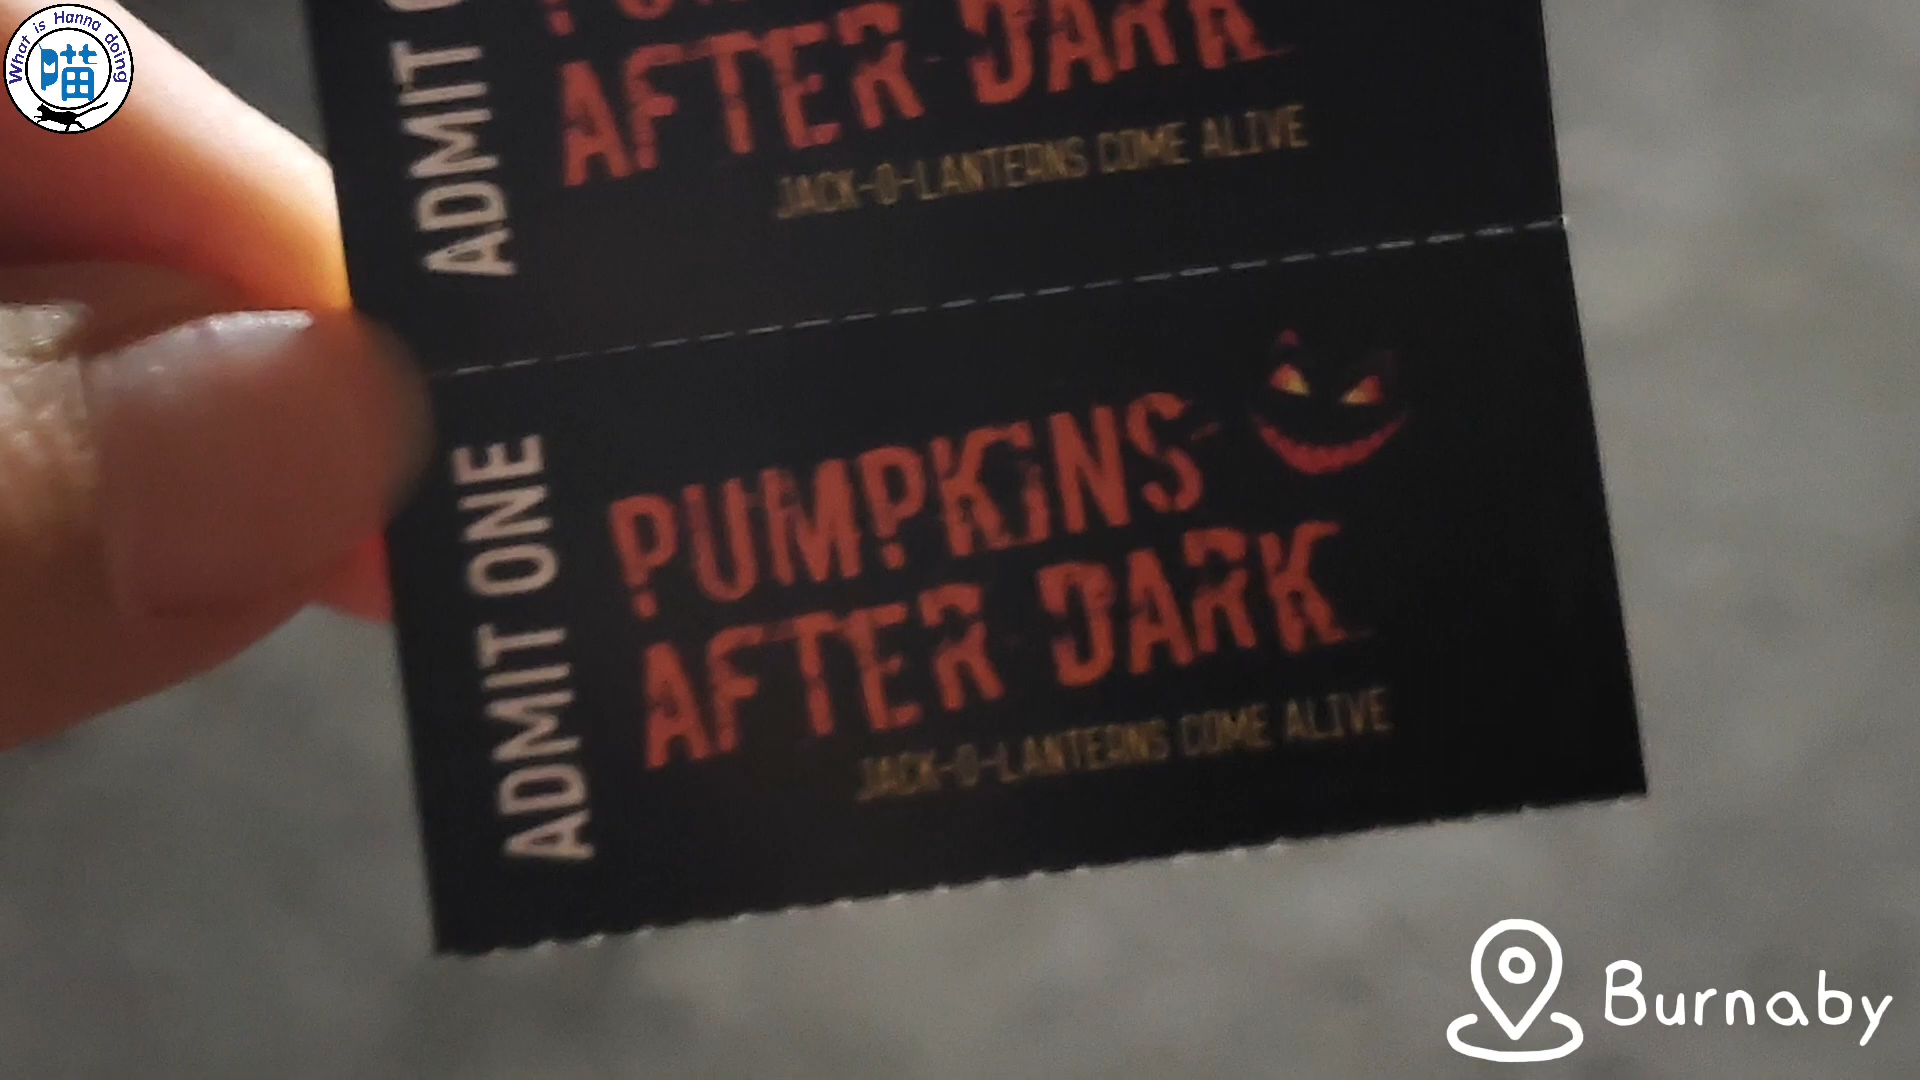 What is Hanna doing
喵
ADMIT O
AFTER DARK
JACK-O-LANTERNS COME ALIVE
ADMIT ONE
PUMPKINS
AFTER DARK
JACK-O-LANTERNS COME ALIVE
Burnaby